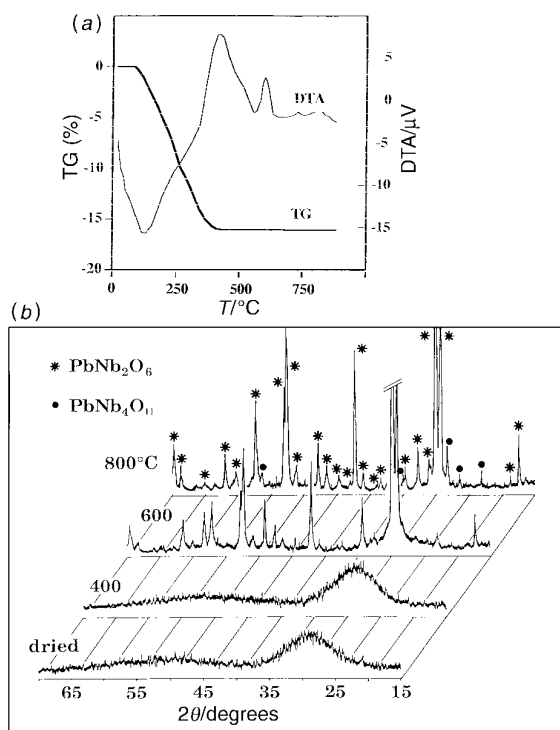 (a)
0
-5
-10
-15
-20
TG (%)
5
0
-5
-10
-15
DTA/μV
DTA
TG
0
250
500
750
T/°C
(b)
* PbNb₂O₆
• PbNb₄O₁₁
800°C
600
400
dried
65 55 45 35 25 15
2θ/degrees